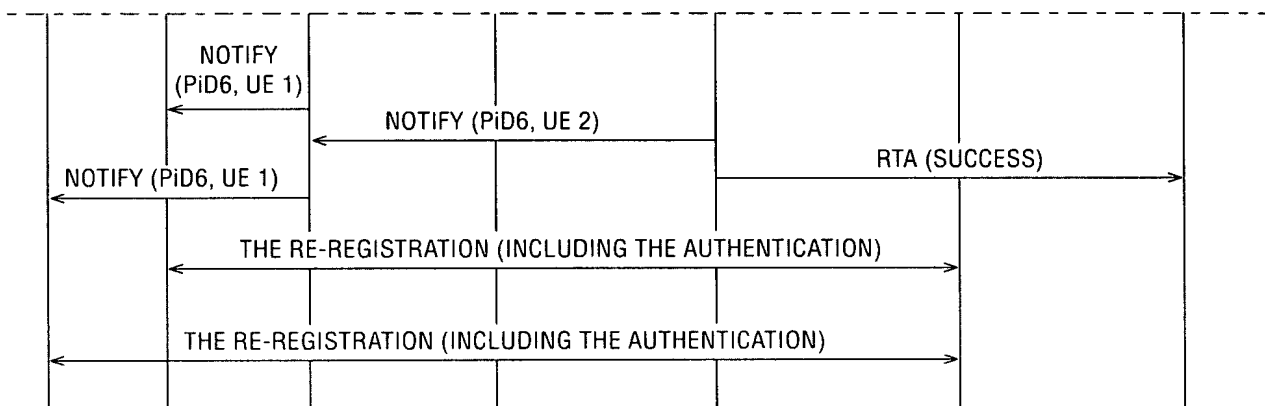 NOTIFY
(PiD6, UE 1)
NOTIFY (PiD6, UE 2)
RTA (SUCCESS)
NOTIFY (PiD6, UE 1)
THE RE-REGISTRATION (INCLUDING THE AUTHENTICATION)
THE RE-REGISTRATION (INCLUDING THE AUTHENTICATION)